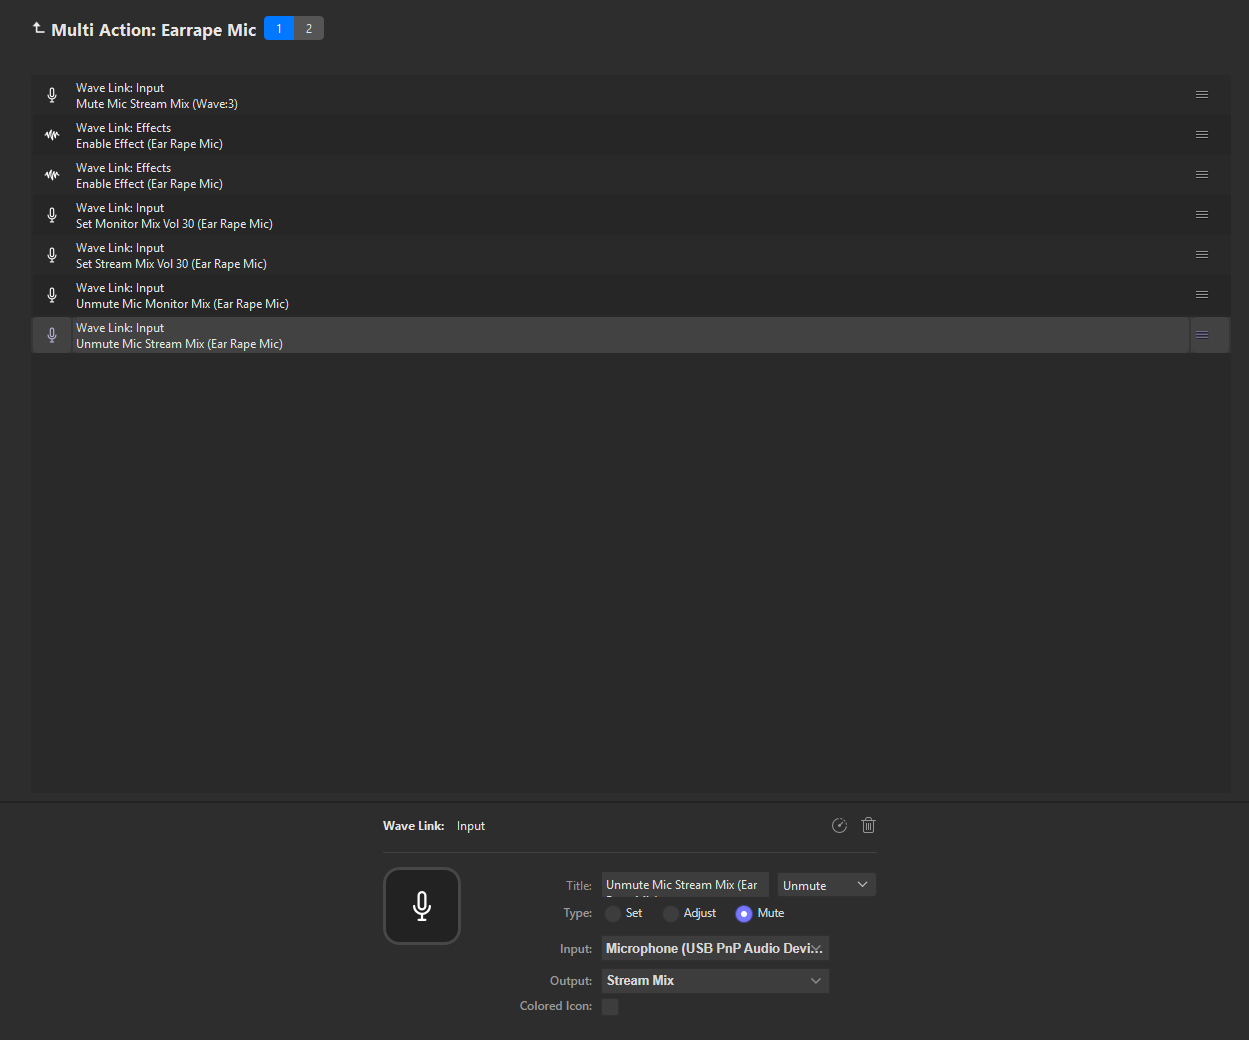 Multi Action: Earrape Mic 1 2
Wave Link: Input
Mute Mic Stream Mix (Wave:3)
Wave Link: Effects
Enable Effect (Ear Rape Mic)
Wave Link: Effects
Enable Effect (Ear Rape Mic)
Wave Link: Input
Set Monitor Mix Vol 30 (Ear Rape Mic)
Wave Link: Input
Set Stream Mix Vol 30 (Ear Rape Mic)
Wave Link: Input
Unmute Mic Monitor Mix (Ear Rape Mic)
Wave Link: Input
Unmute Mic Stream Mix (Ear Rape Mic)
Wave Link: Input
Title: Unmute Mic Stream Mix (Ear Unmute
Type: Set Adjust Mute
Input: Microphone (USB PnP Audio Devi...
Output: Stream Mix
Colored Icon: